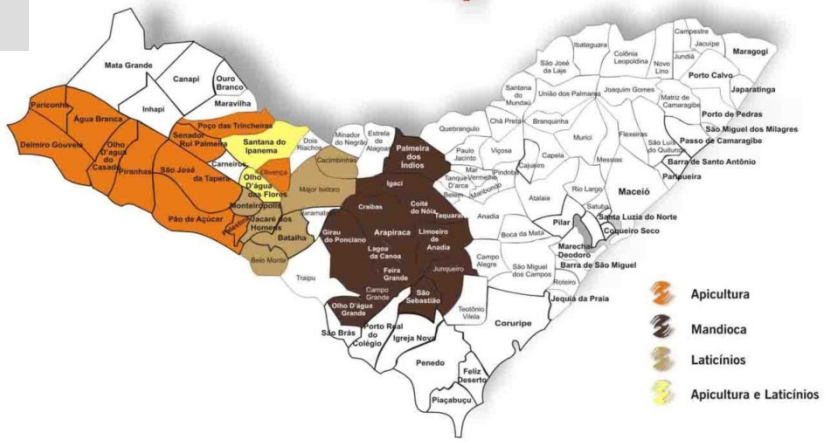 Mata Grande
Canapi
Ouro
Branco
Maravilha
Inhapi
Pariconha
Água Branca
Delmiro Gouveia
Olho
D'água
do
Casado
Piranhas
São José
da Tapera
Senador
Rui Palmeira
Poço das Trincheiras
Santana do
Ipanema
Carneiros
Olivença
Olho
D'água
das Flores
Monteirópolis
Pão de Açúcar
Jacaré dos
Homens
Batalha
Belo Monte
Major Isidoro
Cacimbinhas
Dois
Riachos
Minador
do Negrão
Estrela
de
Alagoas
Palmeira
dos
Índios
Igaci
Craíbas
Coité
do Nóia
Taquarana
Arapiraca
Girau
do Ponciano
Lagoa
da Canoa
Limoeiro
de
Anadia
Feira
Grande
Junqueiro
Campo
Grande
São
Sebastião
Olho D'água
Grande
Traipu
São Brás
Porto Real
do
Colégio
Igreja Nova
Penedo
Feliz
Deserto
Piaçabuçu
Coruripe
Teotônio
Vilela
Jequiá da Praia
Roteiro
Barra de São Miguel
São Miguel
dos Campos
Campo
Alegre
Boca da Mata
Anadia
Marechal
Deodoro
Pilar
Coqueiro Seco
Santa Luzia do Norte
Satuba
Rio Largo
Maceió
Atalaia
Maribondo
Pindoba
Mar
Vermelho
Tanque
D'arca
Belém
Paulo
Jacinto
Quebrangulo
Viçosa
Cajueiro
Capela
Chã Preta
Branquinha
Murici
Messias
Flexeiras
São Luís
do Quitunde
Paripueira
Barra de Santo Antônio
Passo de Camaragibe
São Miguel dos Milagres
Porto de Pedras
Matriz de
Camaragibe
Japaratinga
Porto Calvo
Maragogi
Jacuípe
Campestre
Jundiá
Novo
Lino
Colônia
Leopoldina
Ibateguara
São José
da Laje
Santana
do
Mundaú
União dos Palmares
Joaquim Gomes
Apicultura
Mandioca
Laticínios
Apicultura e Laticínios